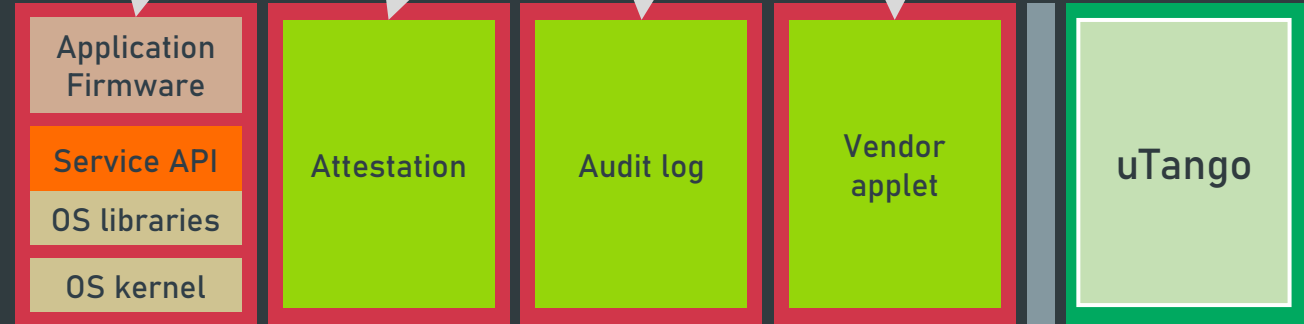 Application
Firmware
Service API
OS libraries
OS kernel
Attestation
Audit log
Vendor
applet
uTango